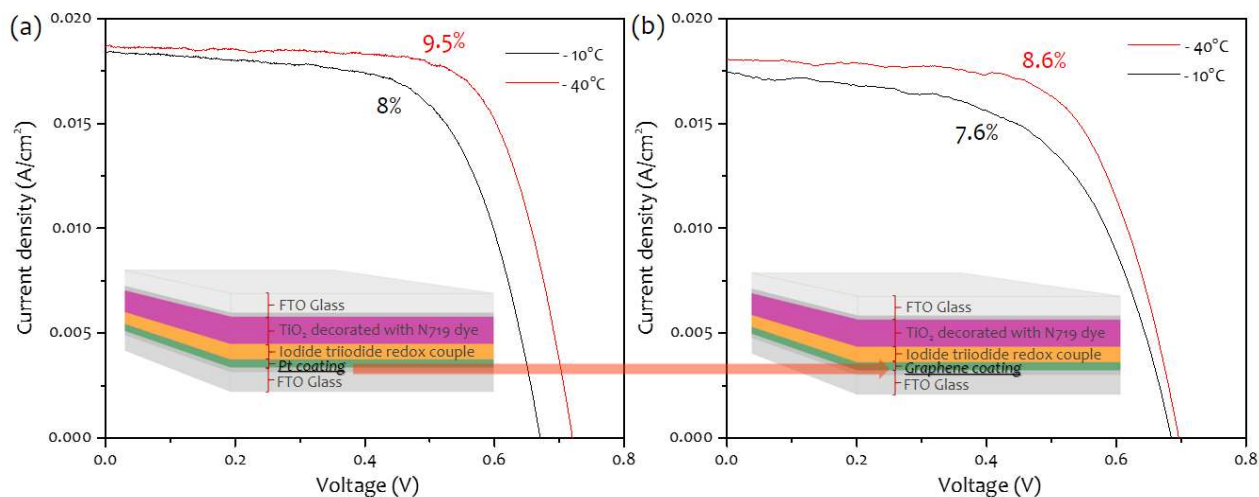 (a)
0.020
0.015
0.010
0.005
0.000
Current density (A/cm²)
9.5%
8%
- 10°C
- 40°C
FTO Glass
TiO₂ decorated with N719 dye
Iodide triiodide redox couple
Pt coating
FTO Glass
0.0 0.2 0.4 0.6 0.8
Voltage (V)
(b)
0.020
0.015
0.010
0.005
0.000
Current density (A/cm²)
8.6%
7.6%
- 40°C
- 10°C
FTO Glass
TiO₂ decorated with N719 dye
Iodide triiodide redox couple
Graphene coating
FTO Glass
0.0 0.2 0.4 0.6 0.8
Voltage (V)